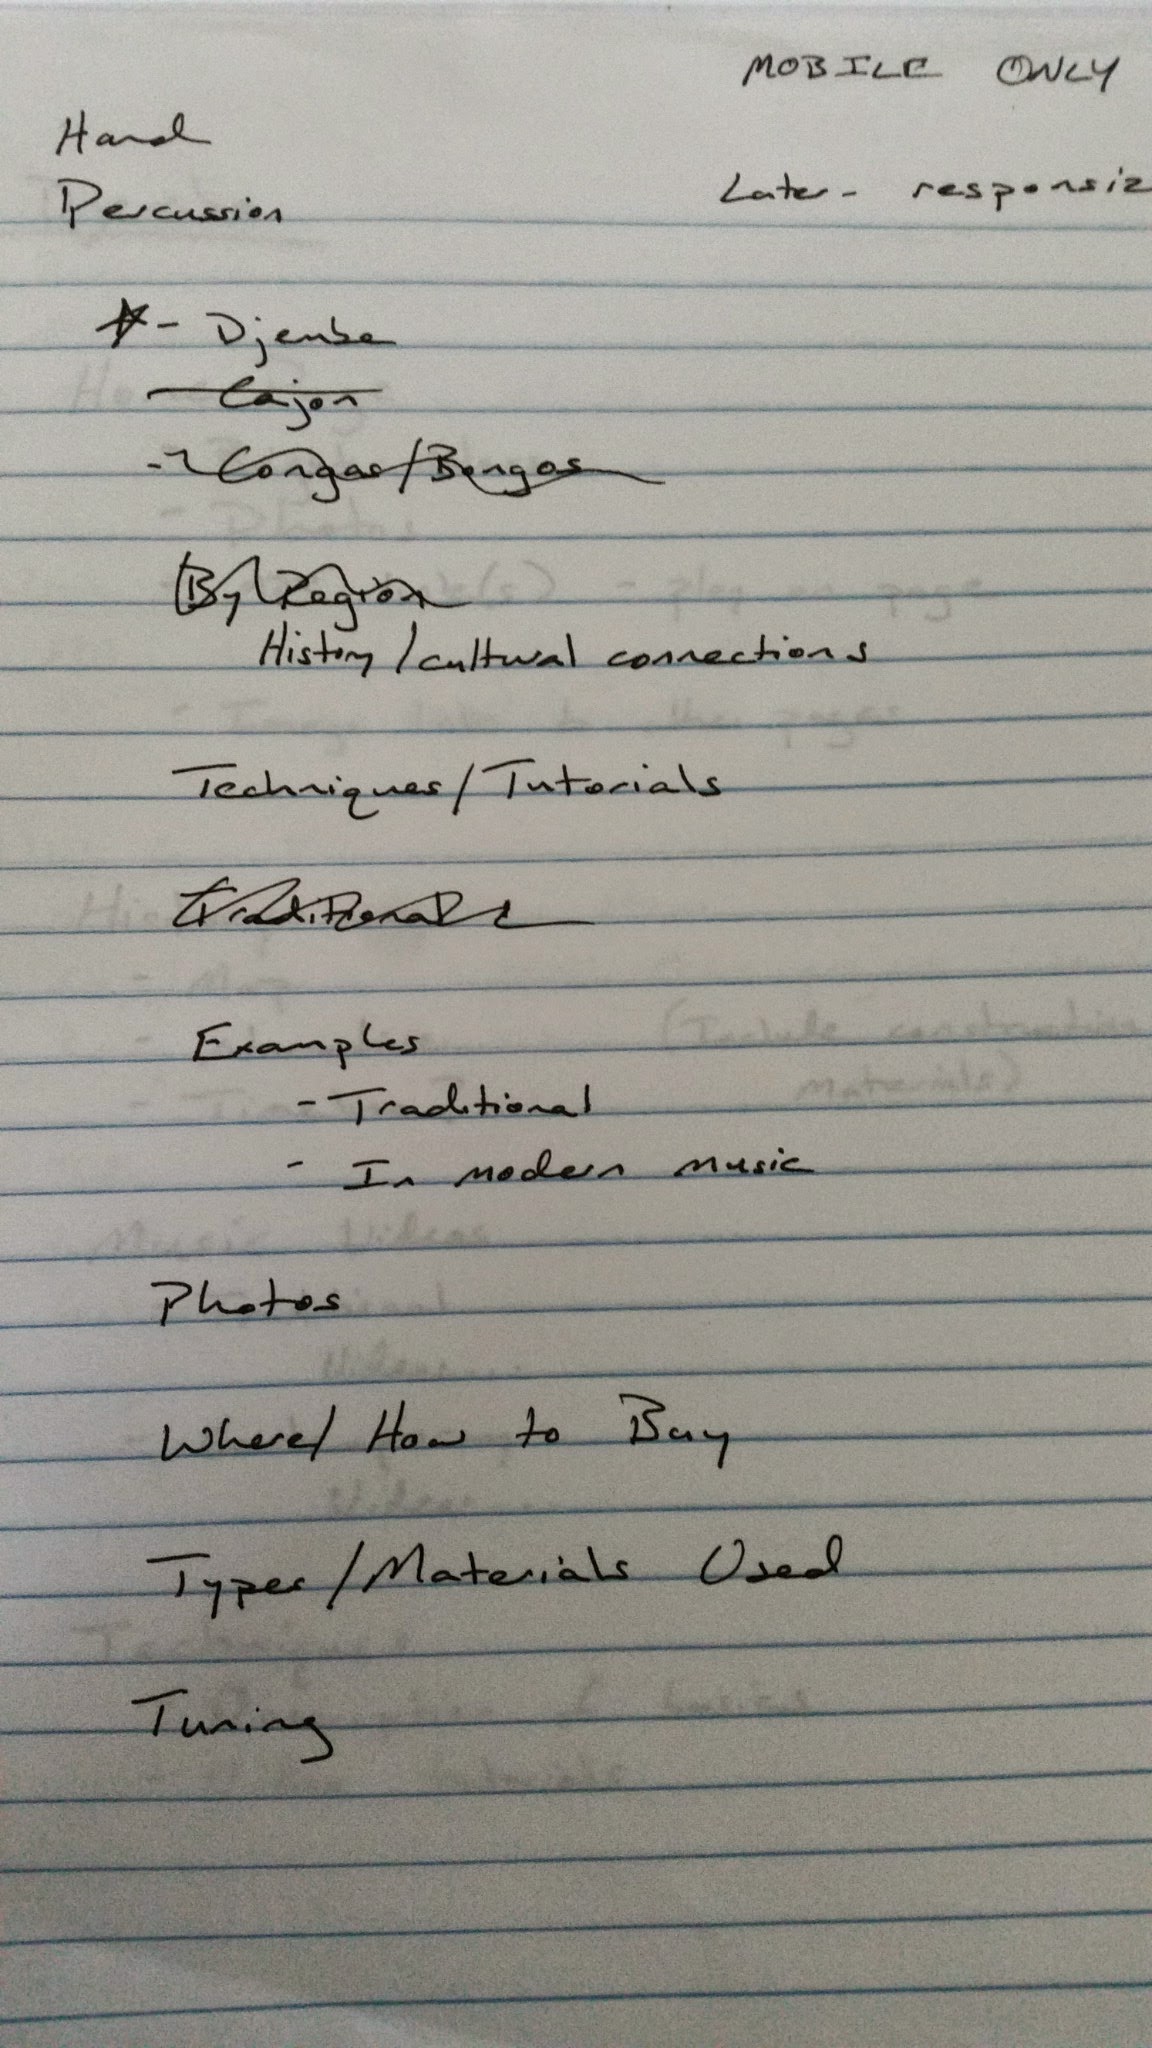 MOBILE ONLY
Hand
Percussion
Later - responsiz
- Djembe
- Cajon
- Congas/Bongos
By Region
History/cultural connections
Techniques/Tutorials
Traditional
Examples
- Traditional
- In modern music
Photos
Where/How to Buy
Types/Materials Used
Tuning